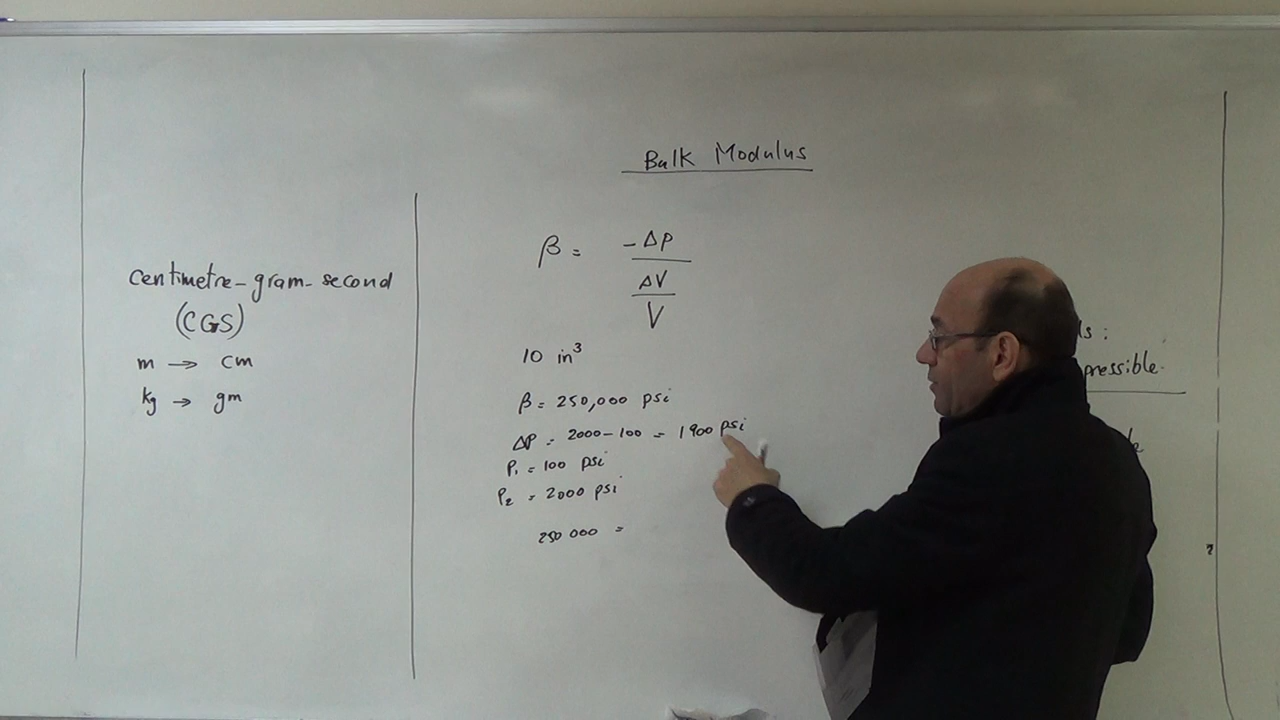 Bulk Modulus
centimetre-gram-second
(CGS)
m → cm
kg → gm
β = -ΔP
ΔV
V
10 in³
β = 250,000 psi
ΔP = 2000-100 = 1900 psi
P₁ = 100 psi
P₂ = 2000 psi
250 000 =
ls :
pressible.